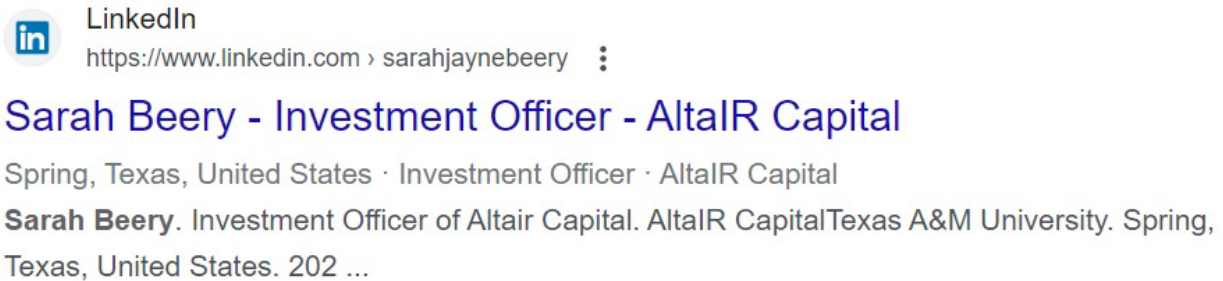 in
LinkedIn
https://www.linkedin.com › sarahjaynebeery
Sarah Beery - Investment Officer - AltaIR Capital
Spring, Texas, United States · Investment Officer · AltaIR Capital
Sarah Beery. Investment Officer of Altair Capital. AltaIR CapitalTexas A&M University. Spring,
Texas, United States. 202 ...